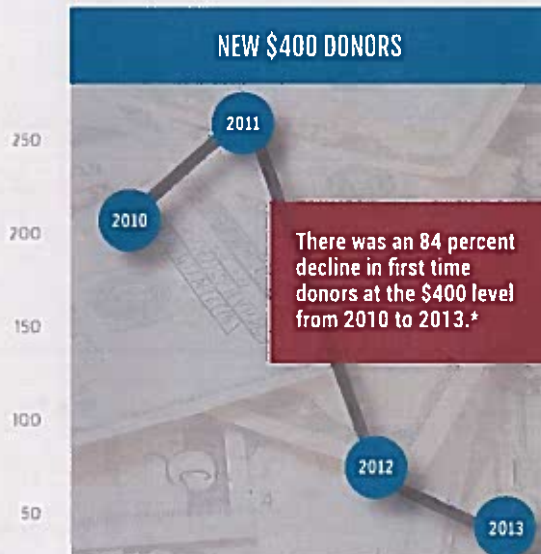 NEW $400 DONORS
250
2011
2010
200
There was an 84 percent
decline in first time
donors at the $400 level
from 2010 to 2013.*
150
100
2012
50
2013